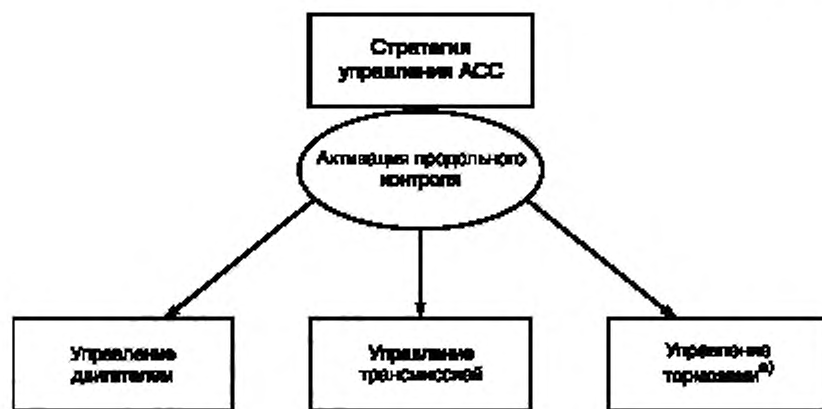 Стратегия
управления АСС
Активация продольного
контроля
Управление
двигателем
Управление
трансмиссией
Управление
тормозами а)